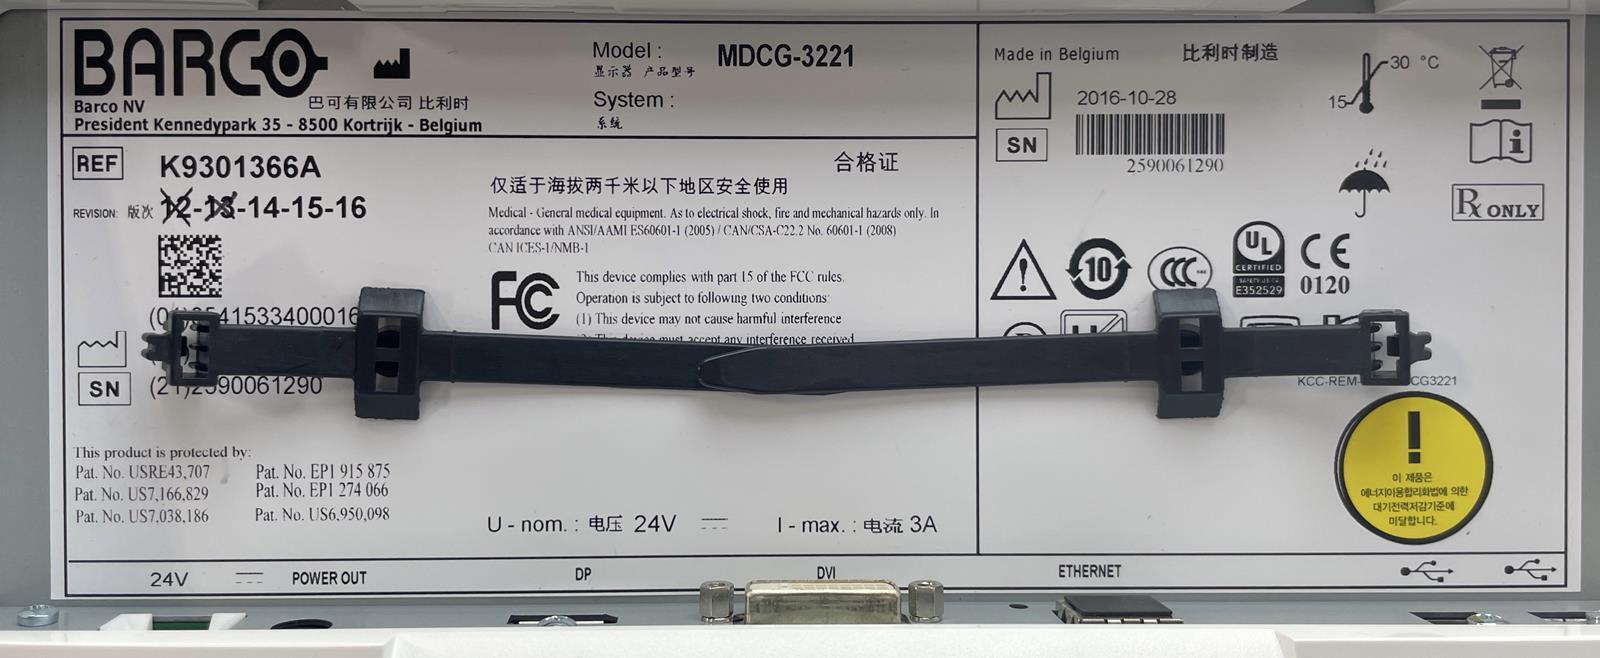 BARCO
Barco NV
巴可有限公司 比利时
President Kennedypark 35 - 8500 Kortrijk - Belgium
Model : MDCG-3221
显示器 产品型号
System :
系统
REF K9301366A
REVISION: 版次 12-13-14-15-16
SN
合格证
仅适于海拔两千米以下地区安全使用
Medical - General medical equipment. As to electrical shock, fire and mechanical hazards only. In
accordance with ANSI/AAMI ES60601-1 (2005) / CAN/CSA-C22.2 No. 60601-1 (2008)
CAN ICES-1/NMB-1
FC
This device complies with part 15 of the FCC rules.
Operation is subject to following two conditions:
(1) This device may not cause harmful interference
must accept any interference received
This product is protected by:
Pat. No. USRE43,707 Pat. No. EP1 915 875
Pat. No. US7,166,829 Pat. No. EP1 274 066
Pat. No. US7,038,186 Pat. No. US6,950,098
U - nom. : 电压 24V
I - max. : 电流 3A
Made in Belgium 比利时制造
2016-10-28
SN
2590061290
15 30 °C
i
Rx ONLY
10
CCC
UL
CERTIFIED
E352529
CE
0120
KCC-REM- CG3221
!
이 제품은
에너지이용합리화법에 의한
대기전력저감기준에
미달합니다.
24V POWER OUT DP DVI ETHERNET